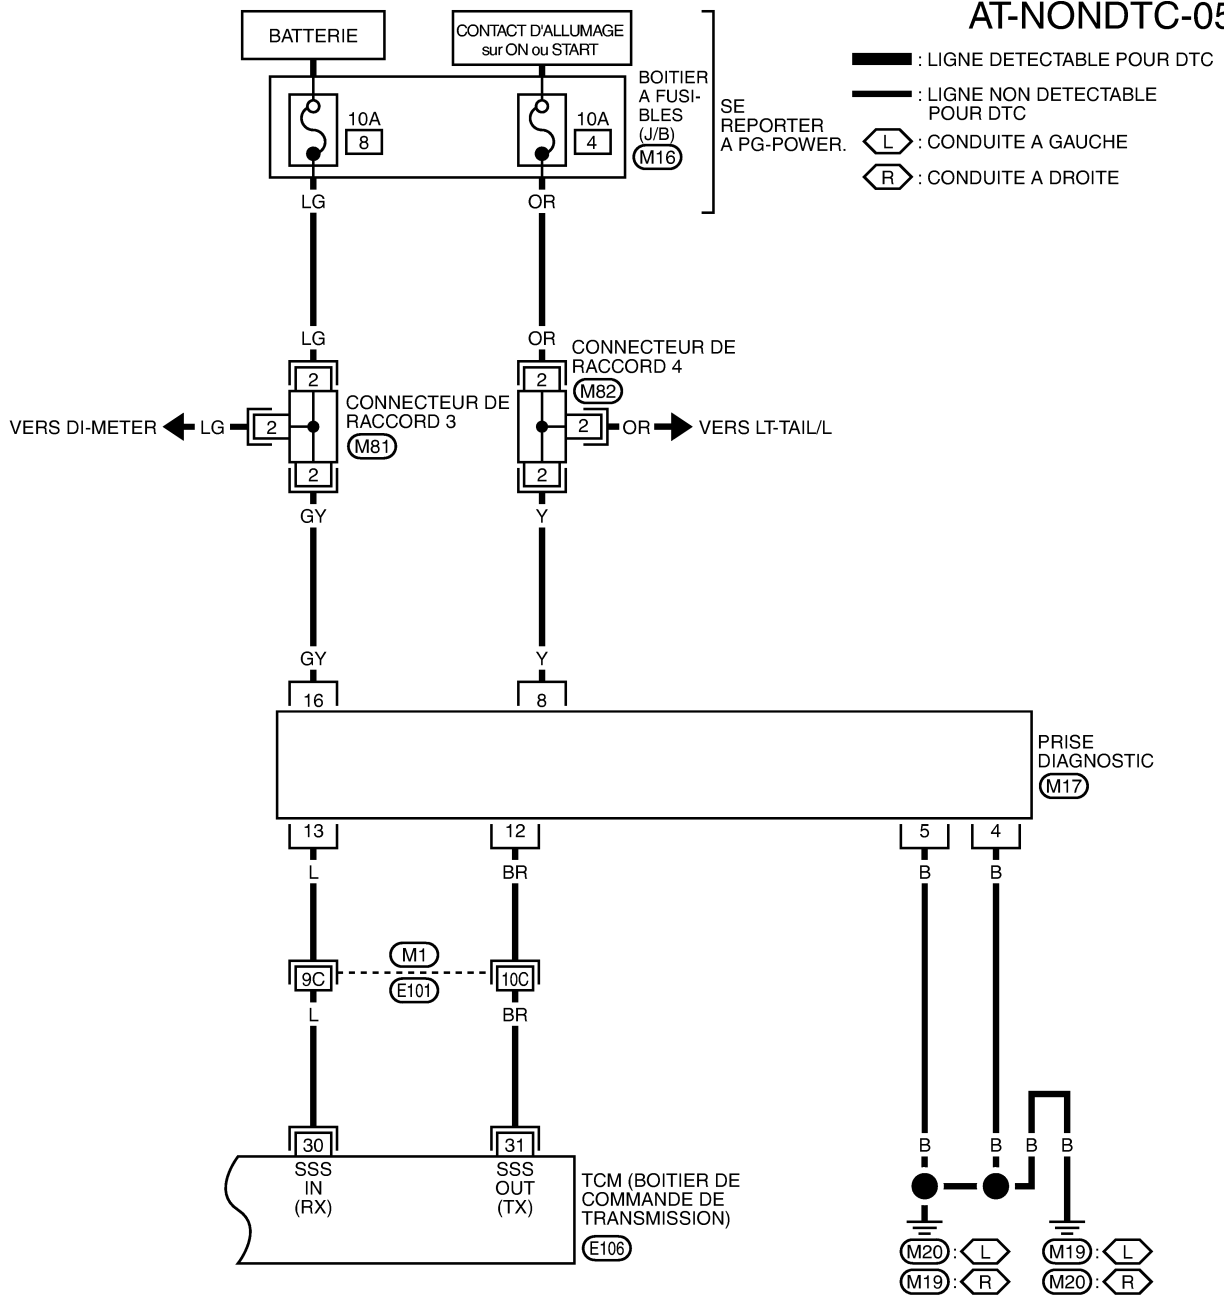 AT-NONDTC-05
BATTERIE
CONTACT D'ALLUMAGE
sur ON ou START
: LIGNE DETECTABLE POUR DTC
: LIGNE NON DETECTABLE
POUR DTC
L : CONDUITE A GAUCHE
R : CONDUITE A DROITE
10A
8
10A
4
BOITIER
A FUSI-
BLES
(J/B)
M16
SE
REPORTER
A PG-POWER.
LG
OR
LG
OR
2
2
CONNECTEUR DE
RACCORD 4
M82
VERS DI-METER
LG
2
CONNECTEUR DE
RACCORD 3
M81
2
OR
VERS LT-TAIL/L
2
2
GY
Y
GY
Y
16
8
PRISE
DIAGNOSTIC
M17
13
12
5
4
L
BR
B
B
9C
M1
E101
10C
L
BR
30
31
B
B
B
B
SSS
IN
(RX)
SSS
OUT
(TX)
TCM (BOITIER DE
COMMANDE DE
TRANSMISSION)
E106
M20 : L
M19 : L
M19 : R
M20 : R